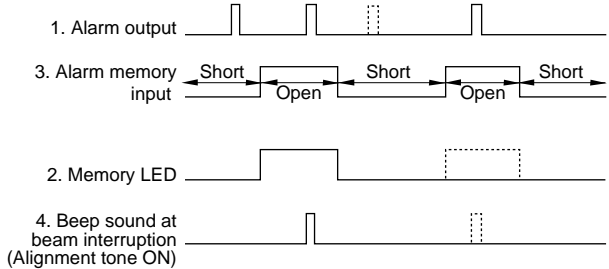 1. Alarm output
3. Alarm memory input
Short Open Short Open Short
2. Memory LED
4. Beep sound at
beam interruption
(Alignment tone ON)